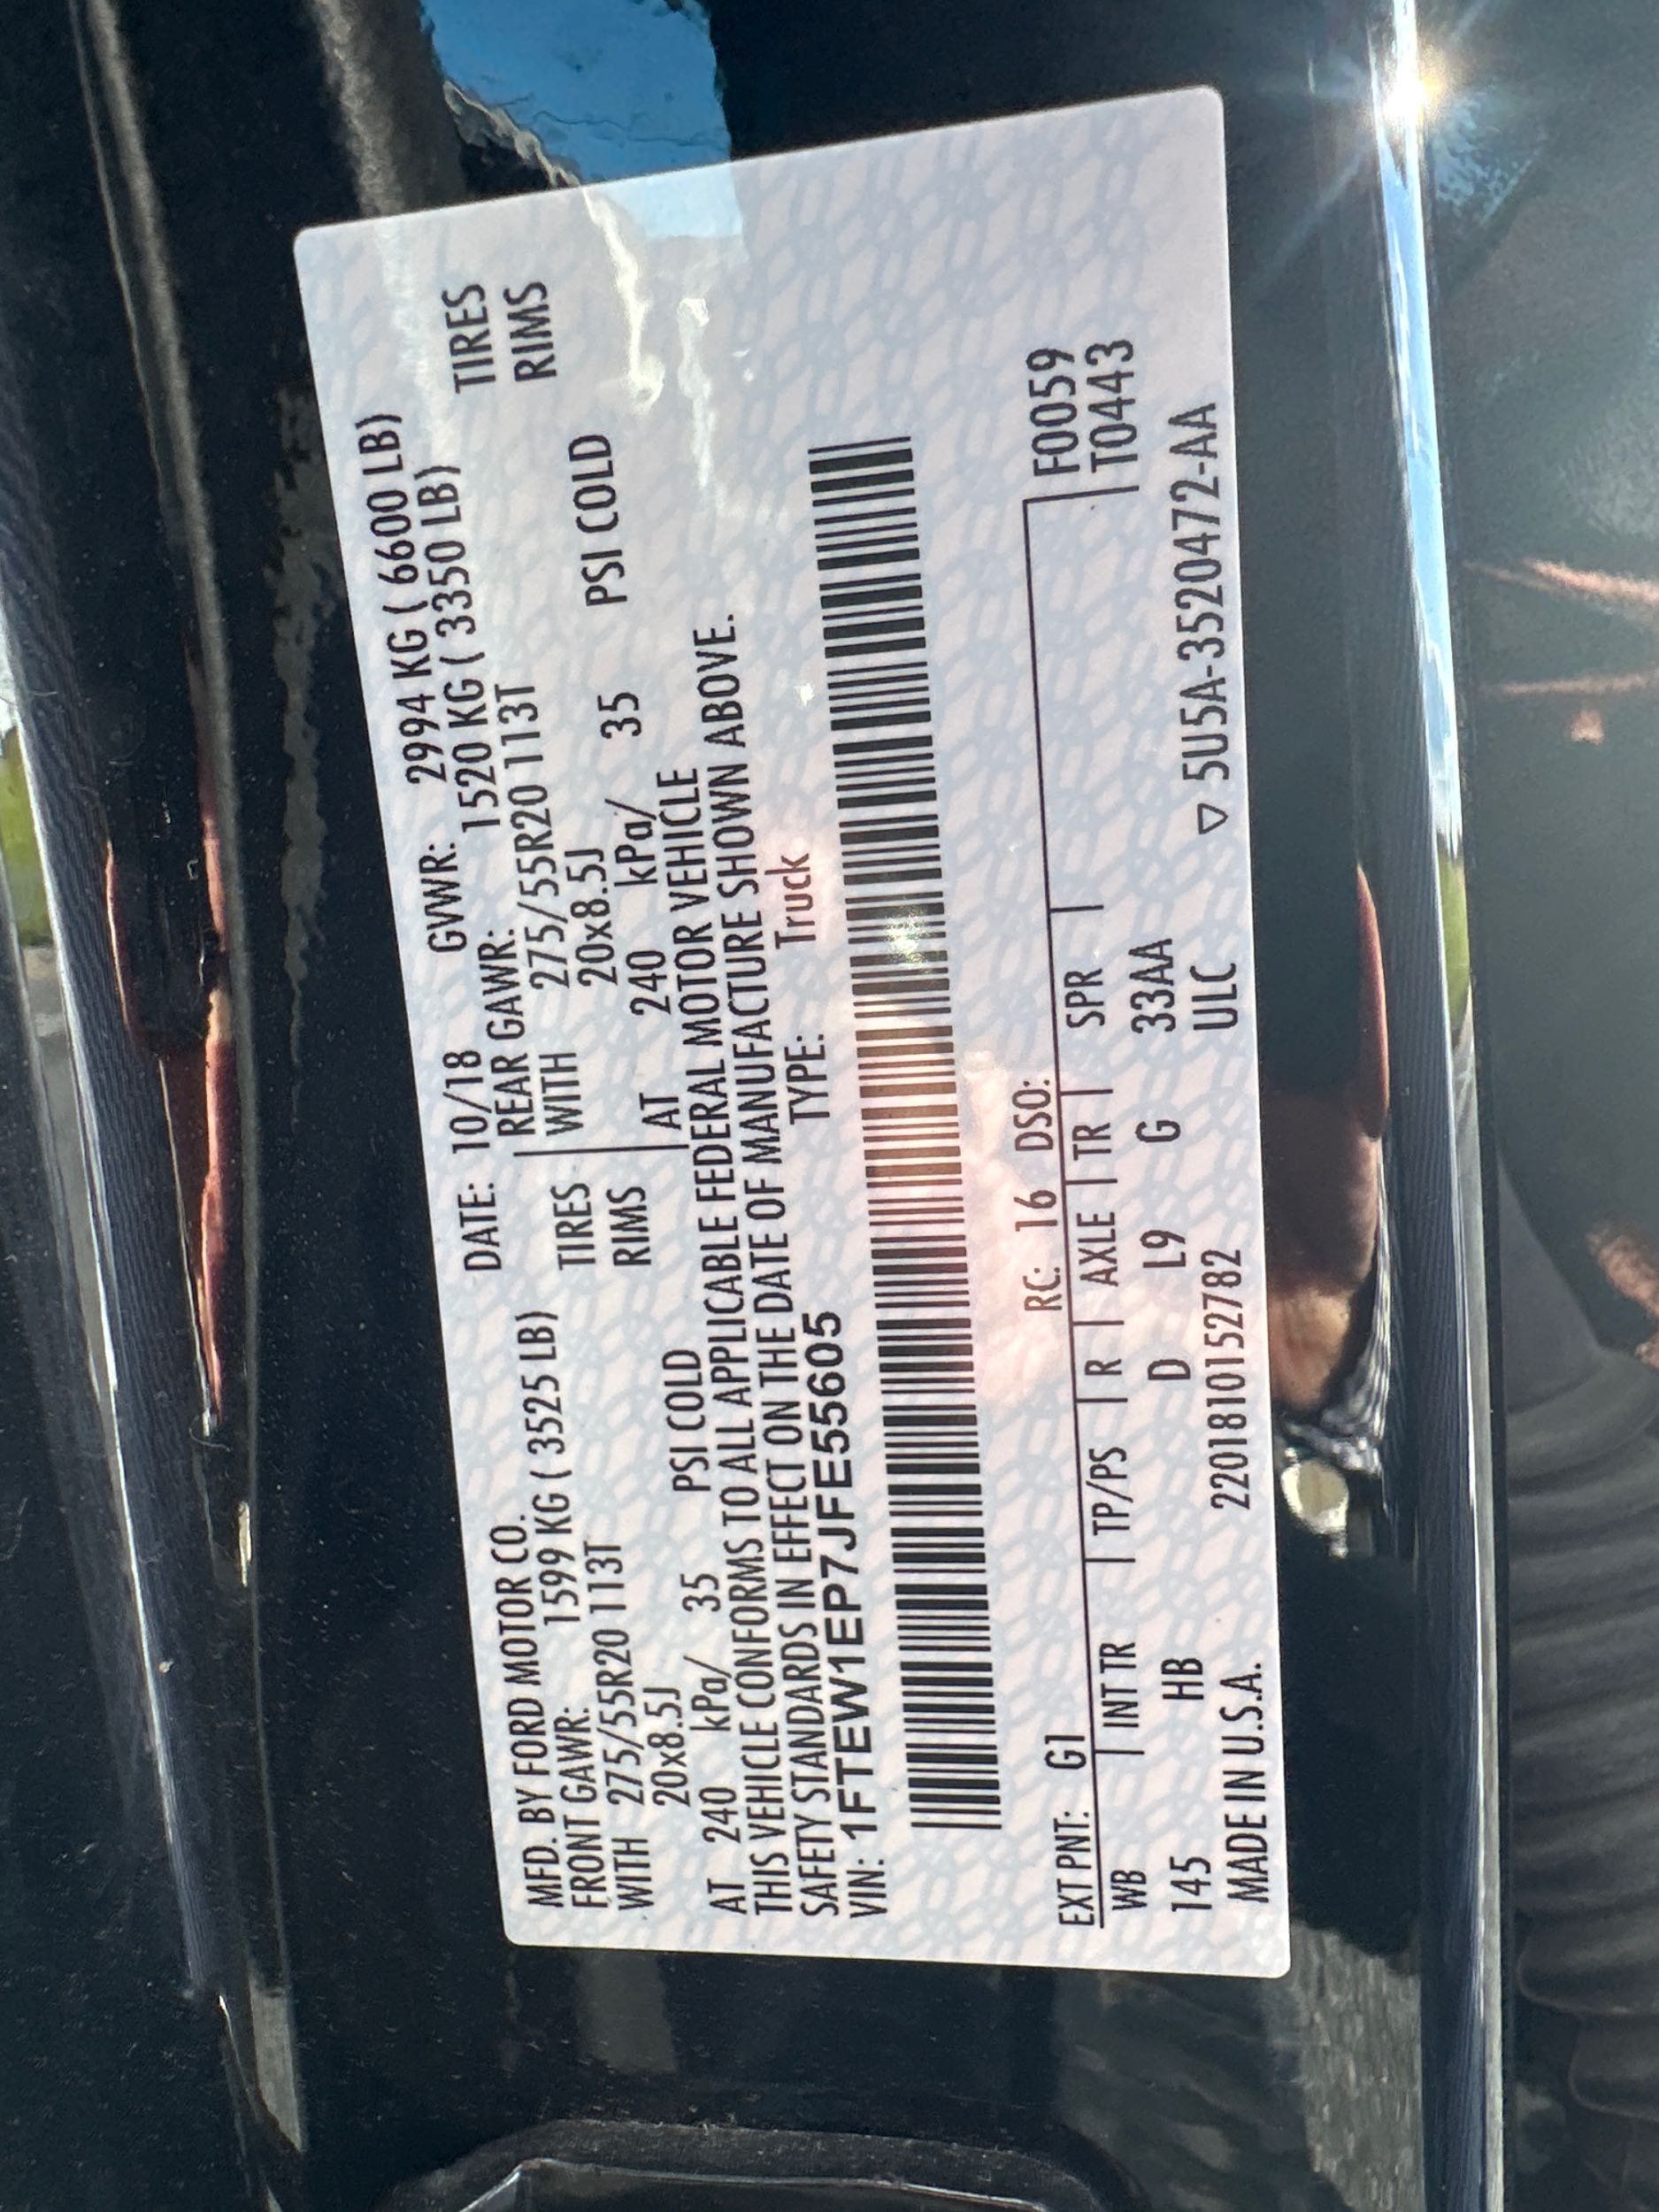 MFD. BY FORD MOTOR CO. DATE: 10/18 GVWR: 2994 KG ( 6600 LB)
FRONT GAWR: 1599 KG ( 3525 LB) REAR GAWR: 1520 KG ( 3350 LB)
WITH 275/55R20 113T TIRES WITH 275/55R20 113T TIRES
20x8.5J RIMS 20x8.5J RIMS
AT 240 kPa/ 35 PSI COLD AT 240 kPa/ 35 PSI COLD
THIS VEHICLE CONFORMS TO ALL APPLICABLE FEDERAL MOTOR VEHICLE
SAFETY STANDARDS IN EFFECT ON THE DATE OF MANUFACTURE SHOWN ABOVE.
VIN: 1FTEW1EP7JFE55605 TYPE: Truck
EXT PNT: G1 RC: 16 DSO: F0059
WB INT TR TP/PS R AXLE TR SPR T0443
145 HB D L9 G 33AA
MADE IN U.S.A. 220181015​2782 ULC ▽ 5U5A-3520472-AA